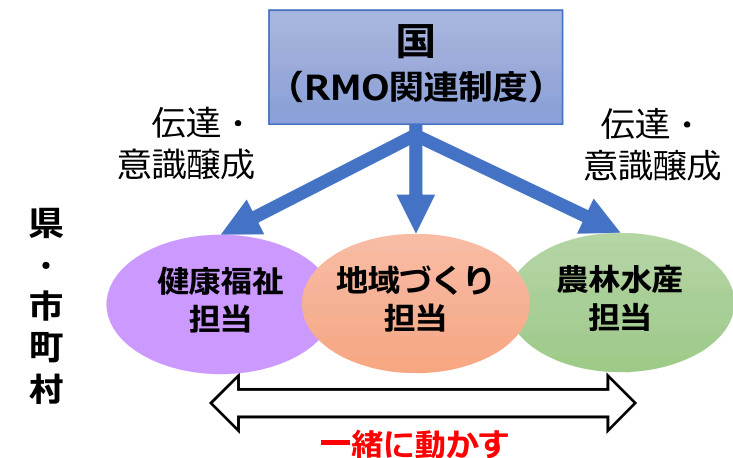 国
（RMO関連制度）
伝達・
意識醸成
伝達・
意識醸成
県・市町村
健康福祉
担当
地域づくり
担当
農林水産
担当
一緒に動かす